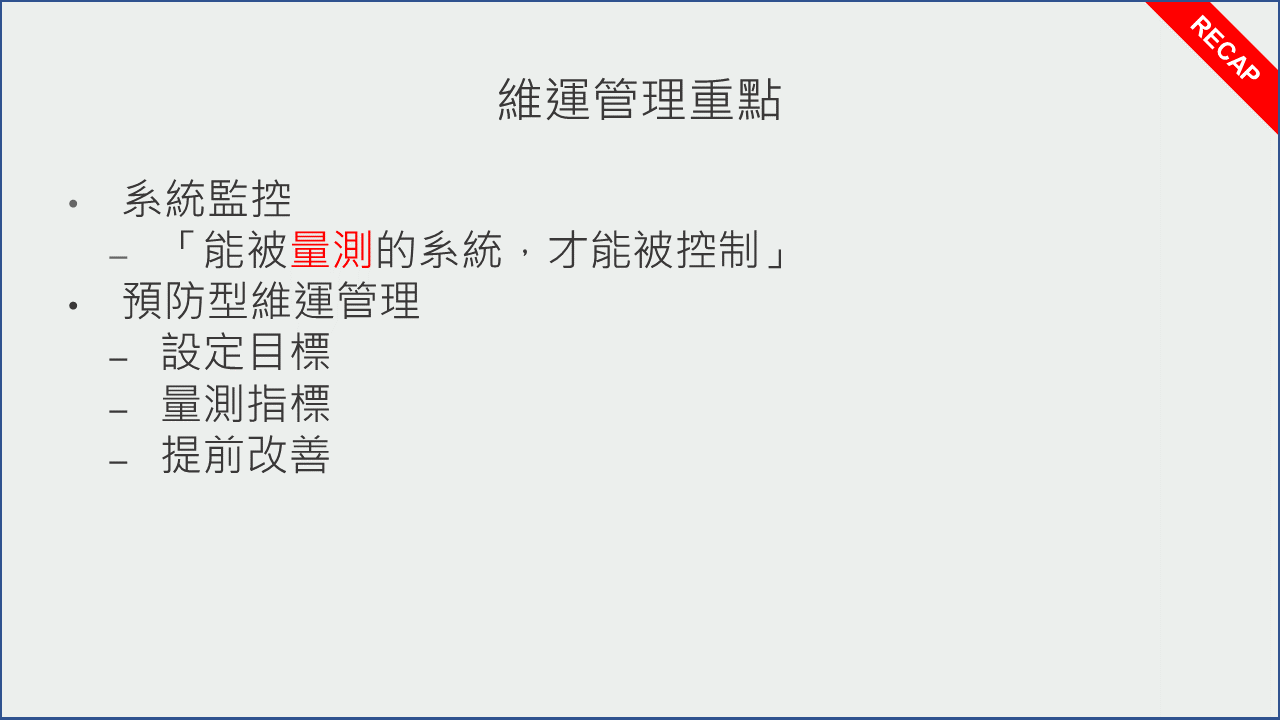 RECAP
維運管理重點
• 系統監控
– 「能被量測的系統，才能被控制」
• 預防型維運管理
– 設定目標
– 量測指標
– 提前改善